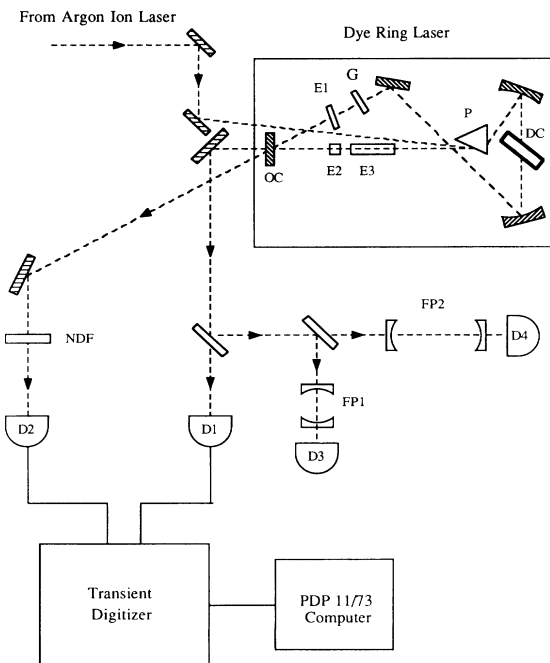 From Argon Ion Laser
Dye Ring Laser
E1
G
P
DC
OC
E2
E3
FP2
D4
NDF
FP1
D2
D1
D3
Transient
Digitizer
PDP 11/73
Computer